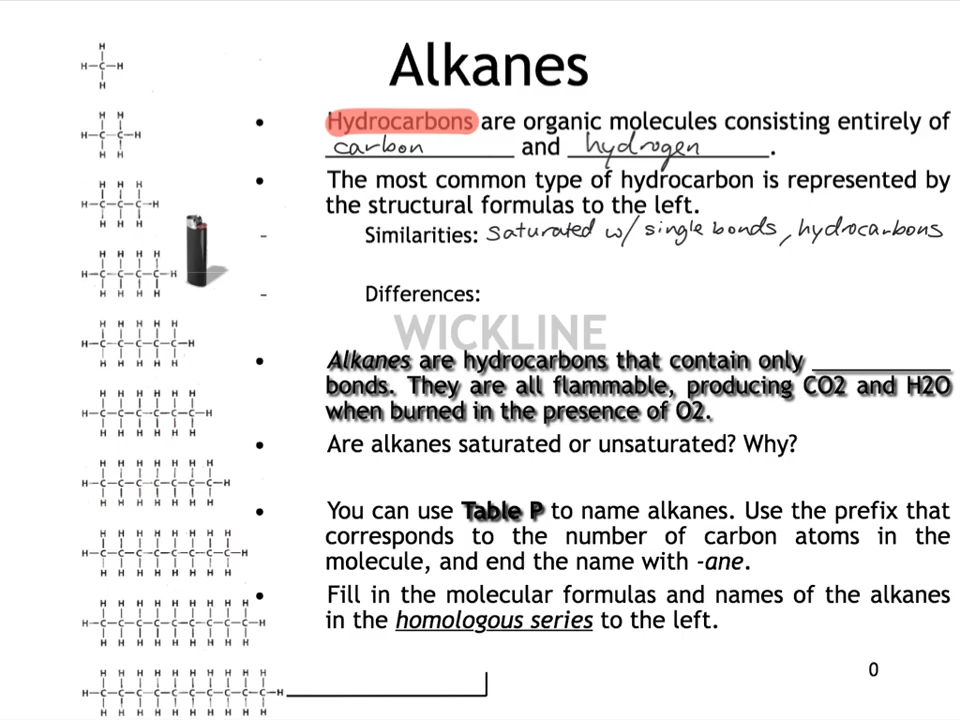 Alkanes
• Hydrocarbons are organic molecules consisting entirely of
carbon and hydrogen.
• The most common type of hydrocarbon is represented by
the structural formulas to the left.
- Similarities: saturated w/ single bonds, hydrocarbons
- Differences:
WICKLINE
• Alkanes are hydrocarbons that contain only __________
bonds. They are all flammable, producing CO2 and H2O
when burned in the presence of O2.
• Are alkanes saturated or unsaturated? Why?
• You can use Table P to name alkanes. Use the prefix that
corresponds to the number of carbon atoms in the
molecule, and end the name with -ane.
• Fill in the molecular formulas and names of the alkanes
in the homologous series to the left.
0